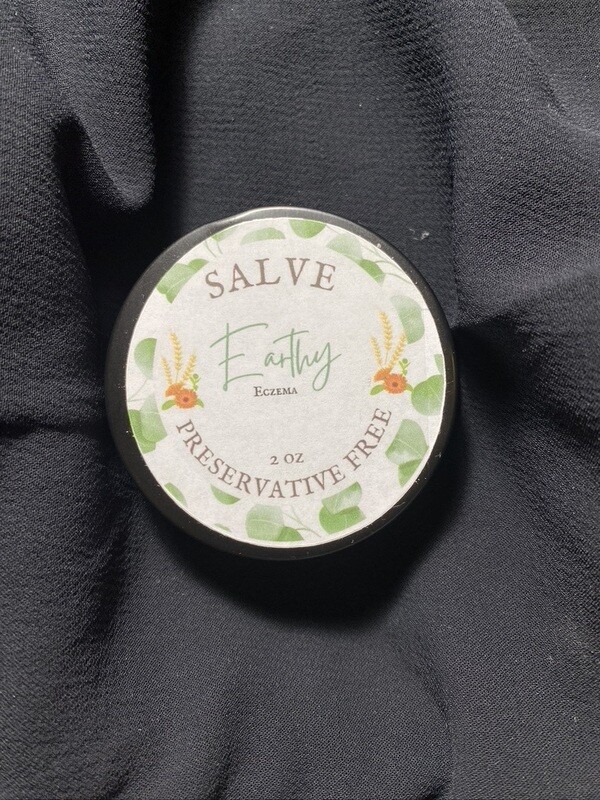 SALVE
Earthy
ECZEMA
2 OZ
PRESERVATIVE FREE